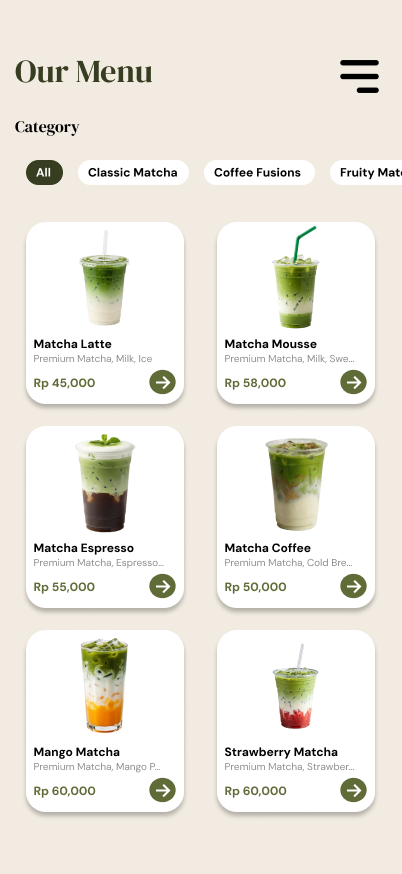 Our Menu
Category
All Classic Matcha Coffee Fusions Fruity
Matcha Latte
Premium Matcha, Milk, Ice
Rp 45,000
Matcha Mousse
Premium Matcha, Milk, Swe...
Rp 58,000
Matcha Espresso
Premium Matcha, Espresso...
Rp 55,000
Matcha Coffee
Premium Matcha, Cold Bre...
Rp 50,000
Mango Matcha
Premium Matcha, Mango P...
Rp 60,000
Strawberry Matcha
Premium Matcha, Strawber...
Rp 60,000